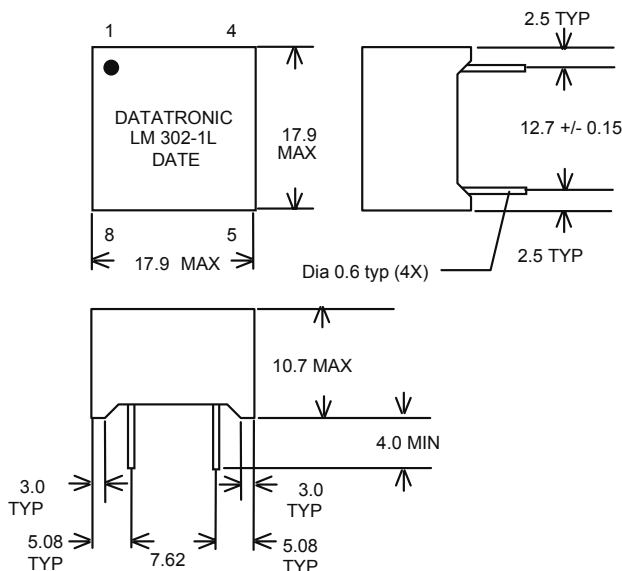 1 4
DATATRONIC
LM 302-1L
DATE
17.9
MAX
8 5
17.9 MAX
2.5 TYP
12.7 +/- 0.15
2.5 TYP
Dia 0.6 typ (4X)
10.7 MAX
4.0 MIN
3.0
TYP
3.0
TYP
5.08
TYP
7.62
5.08
TYP